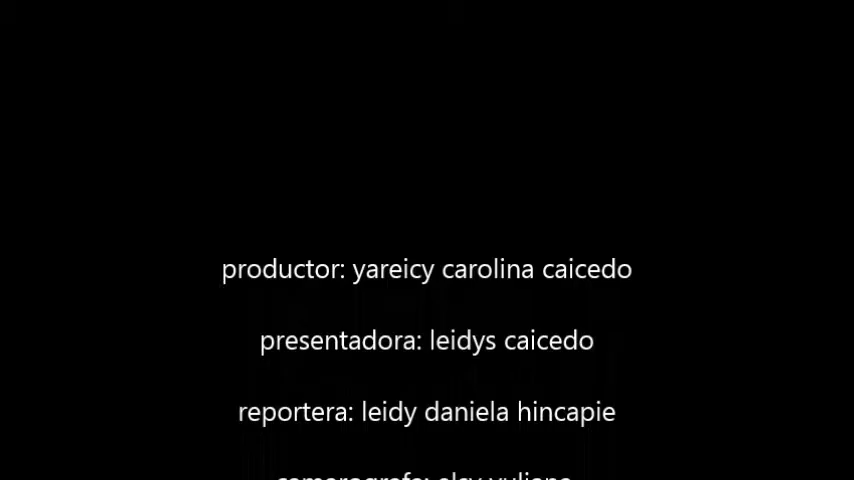 productor: yareicy carolina caicedo
presentadora: leidys caicedo
reportera: leidy daniela hincapie